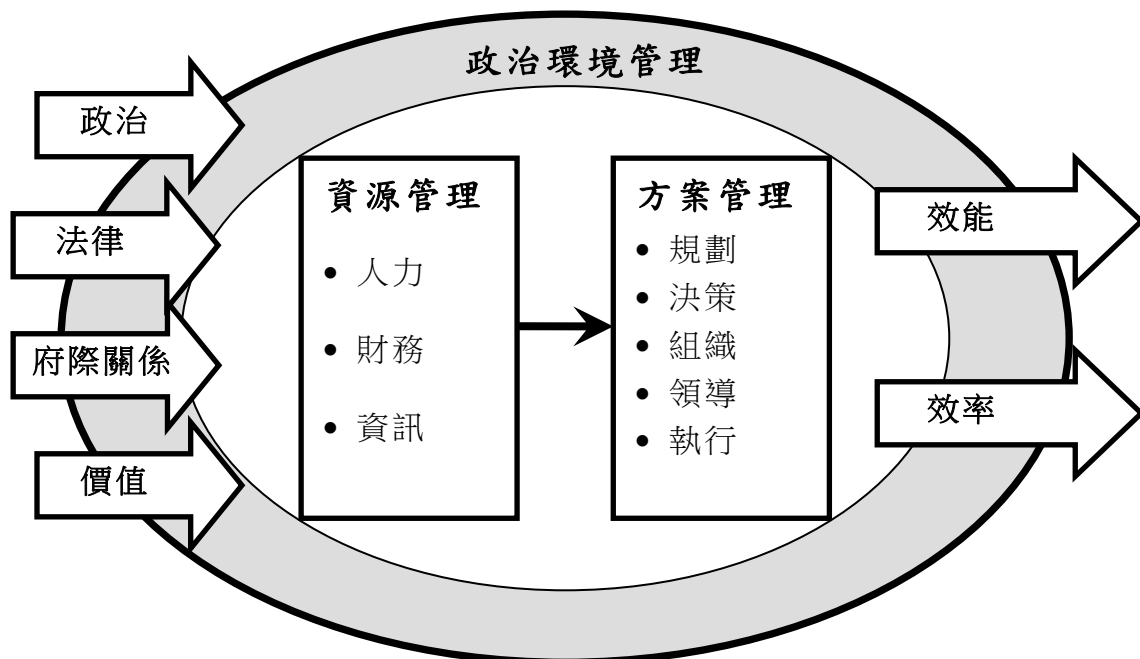 政治環境管理
政治
法律
府際關係
價值
資源管理
• 人力
• 財務
• 資訊
方案管理
• 規劃
• 決策
• 組織
• 領導
• 執行
效能
效率